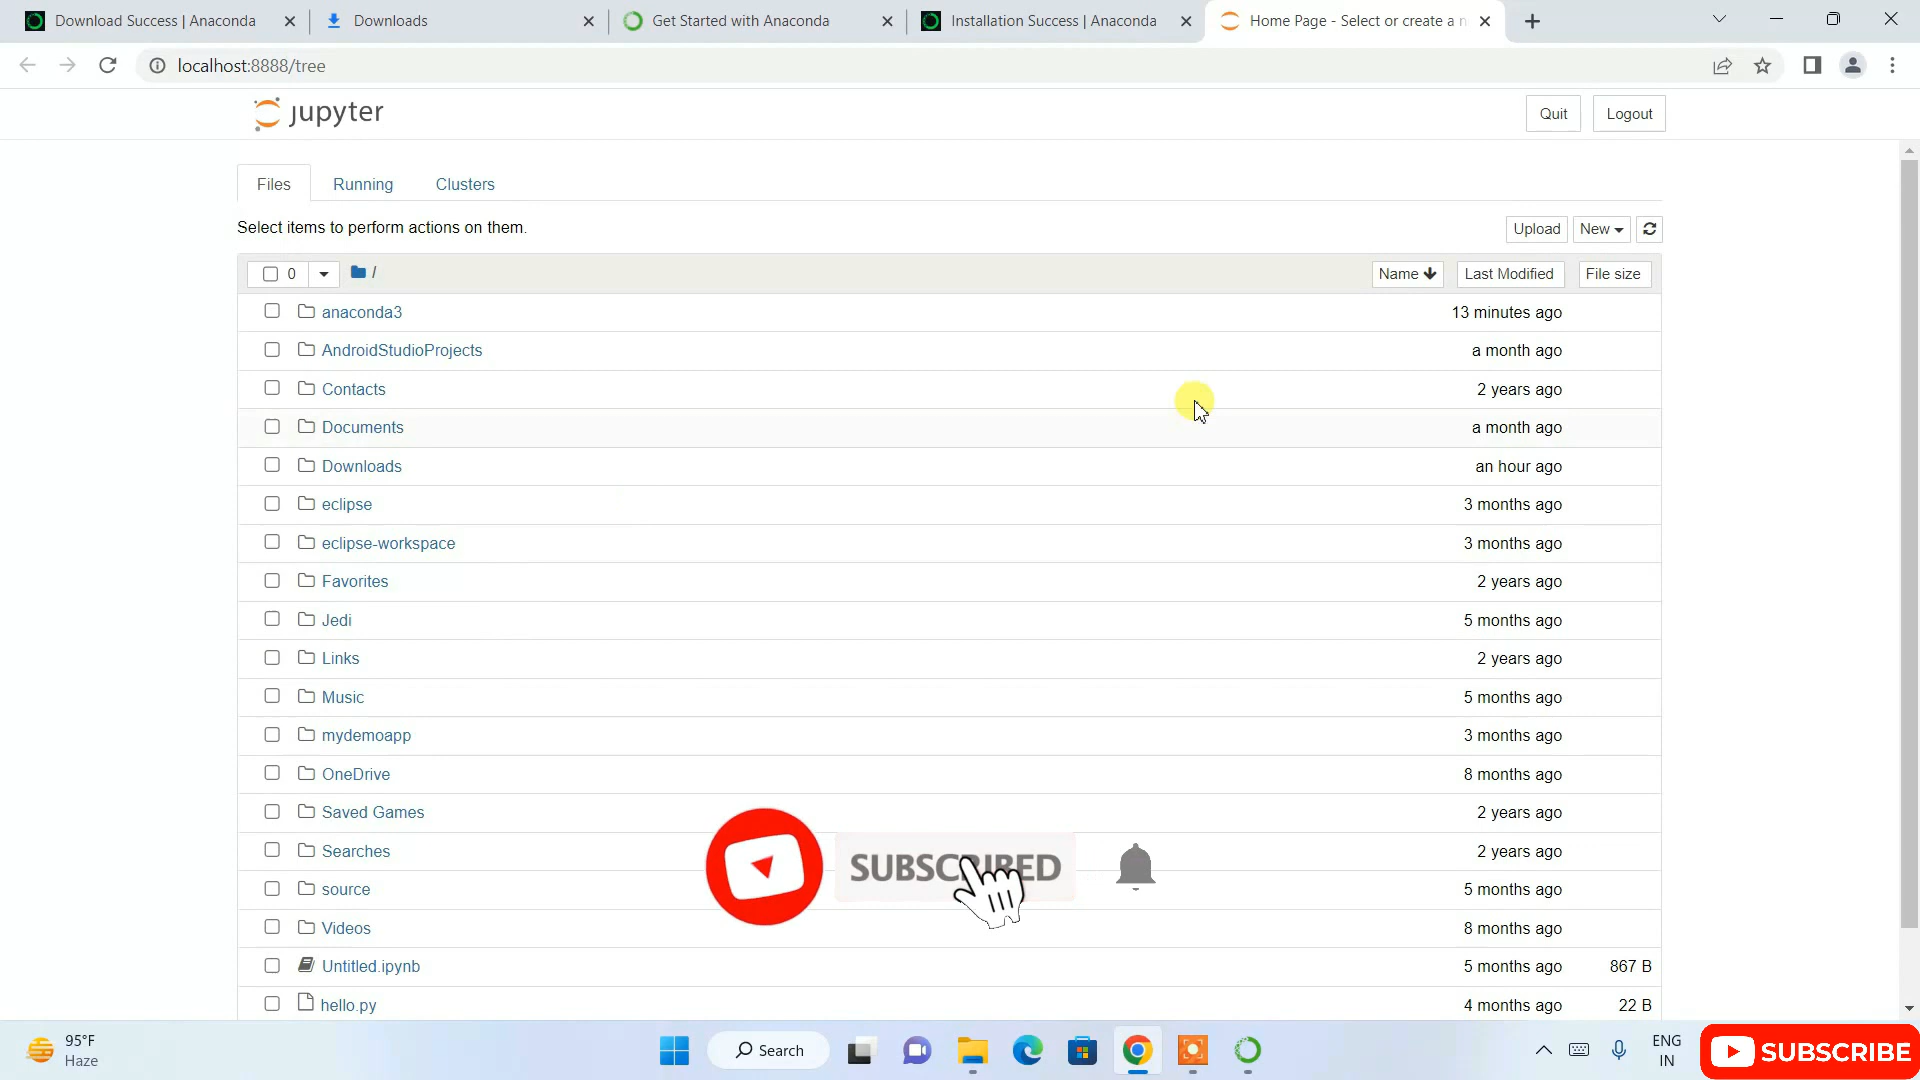 Download Success | Anaconda
Downloads
Get Started with Anaconda
Installation Success | Anaconda
Home Page - Select or create a n
localhost:8888/tree
jupyter
Quit
Logout
Files
Running
Clusters
Select items to perform actions on them.
Upload
New
0
/
Name
Last Modified
File size
anaconda3 13 minutes ago
AndroidStudioProjects a month ago
Contacts 2 years ago
Documents a month ago
Downloads an hour ago
eclipse 3 months ago
eclipse-workspace 3 months ago
Favorites 2 years ago
Jedi 5 months ago
Links 2 years ago
Music 5 months ago
mydemoapp 3 months ago
OneDrive 8 months ago
Saved Games 2 years ago
SUBSCRIBED
Searches 2 years ago
source 5 months ago
Videos 8 months ago
Untitled.ipynb 5 months ago 867 B
hello.py 4 months ago 22 B
95°F
Haze
Search
ENG
IN
SUBSCRIBE